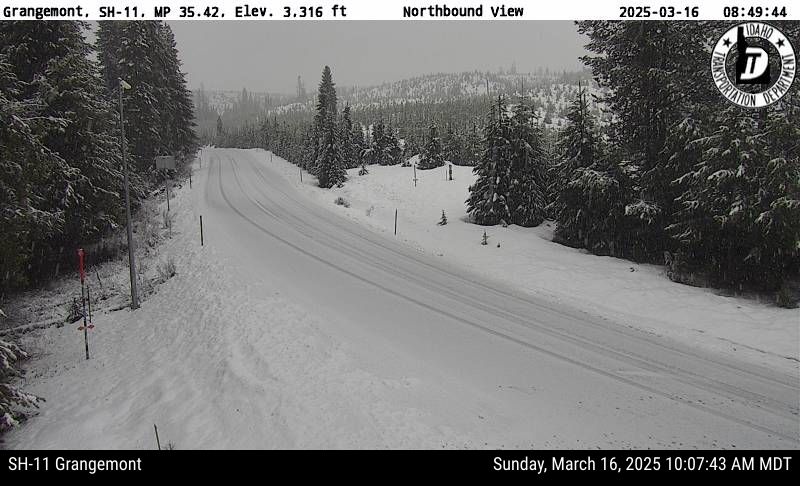 Grangemont, SH-11, MP 35.42, Elev. 3,316 ft Northbound View 2025-03-16 08:49:44
IDAHO
TRANSPORTATION DEPARTMENT
SH-11 Grangemont Sunday, March 16, 2025 10:07:43 AM MDT